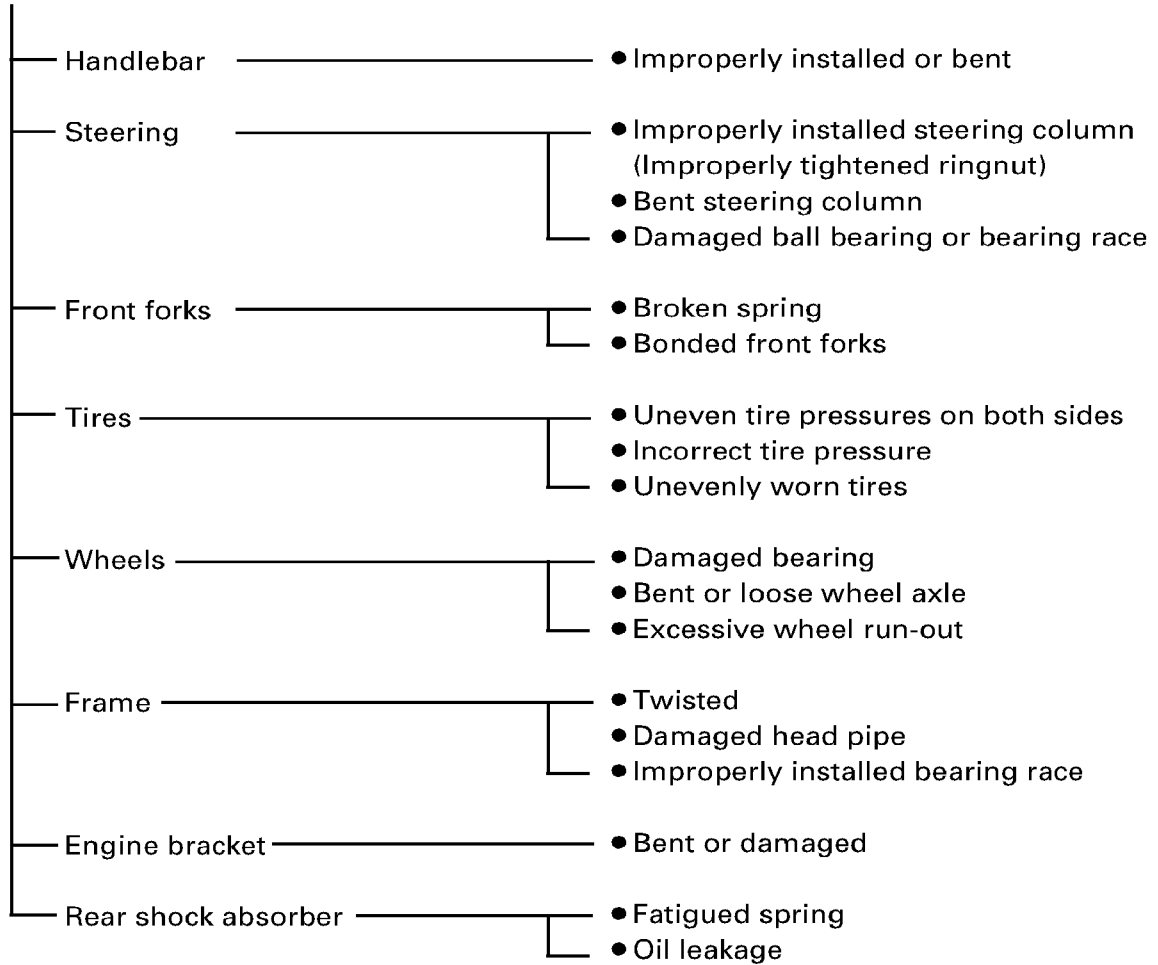 Handlebar ● Improperly installed or bent
Steering ● Improperly installed steering column
(Improperly tightened ringnut)
● Bent steering column
● Damaged ball bearing or bearing race
Front forks ● Broken spring
● Bonded front forks
Tires ● Uneven tire pressures on both sides
● Incorrect tire pressure
● Unevenly worn tires
Wheels ● Damaged bearing
● Bent or loose wheel axle
● Excessive wheel run-out
Frame ● Twisted
● Damaged head pipe
● Improperly installed bearing race
Engine bracket ● Bent or damaged
Rear shock absorber ● Fatigued spring
● Oil leakage